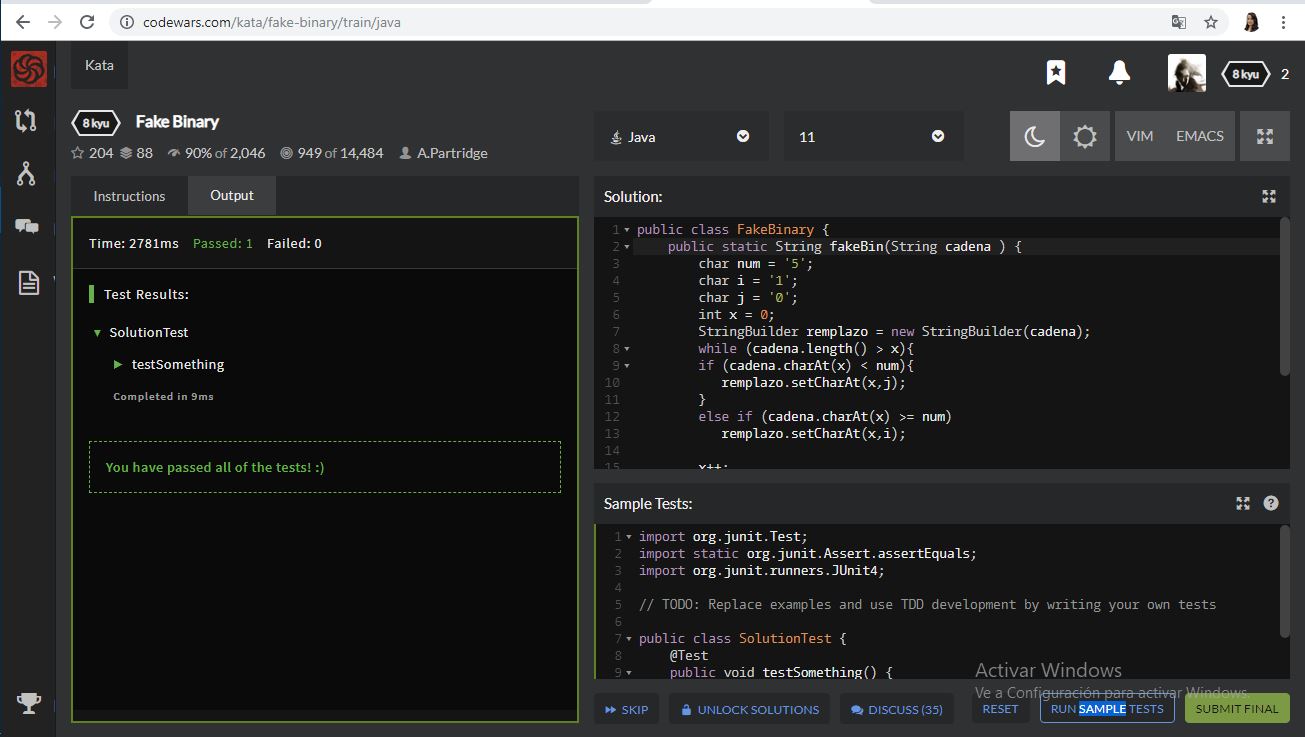 codewars.com/kata/fake-binary/train/java
Kata
8 kyu 2
8 kyu Fake Binary
204 88 90% of 2,046 949 of 14,484 A.Partridge
Java
11
VIM EMACS
Instructions Output
Time: 2781ms Passed: 1 Failed: 0
Test Results:
SolutionTest
testSomething
Completed in 9ms
You have passed all of the tests! :)
Solution:
1 public class FakeBinary {
2 public static String fakeBin(String cadena ) {
3 char num = '5';
4 char i = '1';
5 char j = '0';
6 int x = 0;
7 StringBuilder remplazo = new StringBuilder(cadena);
8 while (cadena.length() > x){
9 if (cadena.charAt(x) < num){
10 remplazo.setCharAt(x,j);
11 }
12 else if (cadena.charAt(x) >= num)
13 remplazo.setCharAt(x,i);
14
15 x++;
Sample Tests:
1 import org.junit.Test;
2 import static org.junit.Assert.assertEquals;
3 import org.junit.runners.JUnit4;
4
5 // TODO: Replace examples and use TDD development by writing your own tests
6
7 public class SolutionTest {
8 @Test
9 public void testSomething() {
Activar Windows
Ve a Configuración para activar Windows.
SKIP UNLOCK SOLUTIONS DISCUSS (35) RESET RUN SAMPLE TESTS SUBMIT FINAL